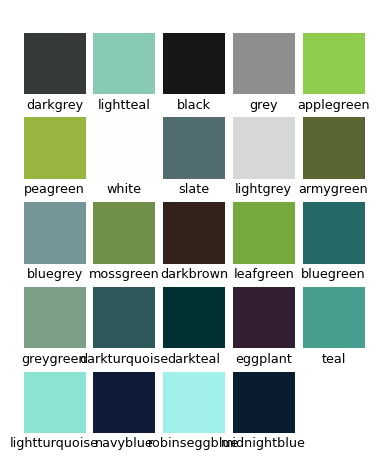 darkgrey lightteal black grey applegreen
peagreen white slate lightgrey armygreen
bluegrey mossgreen darkbrown leafgreen bluegreen
greygreen darkturquoise darkteal eggplant teal
lightturquoise navyblue robinseggblue midnightblue